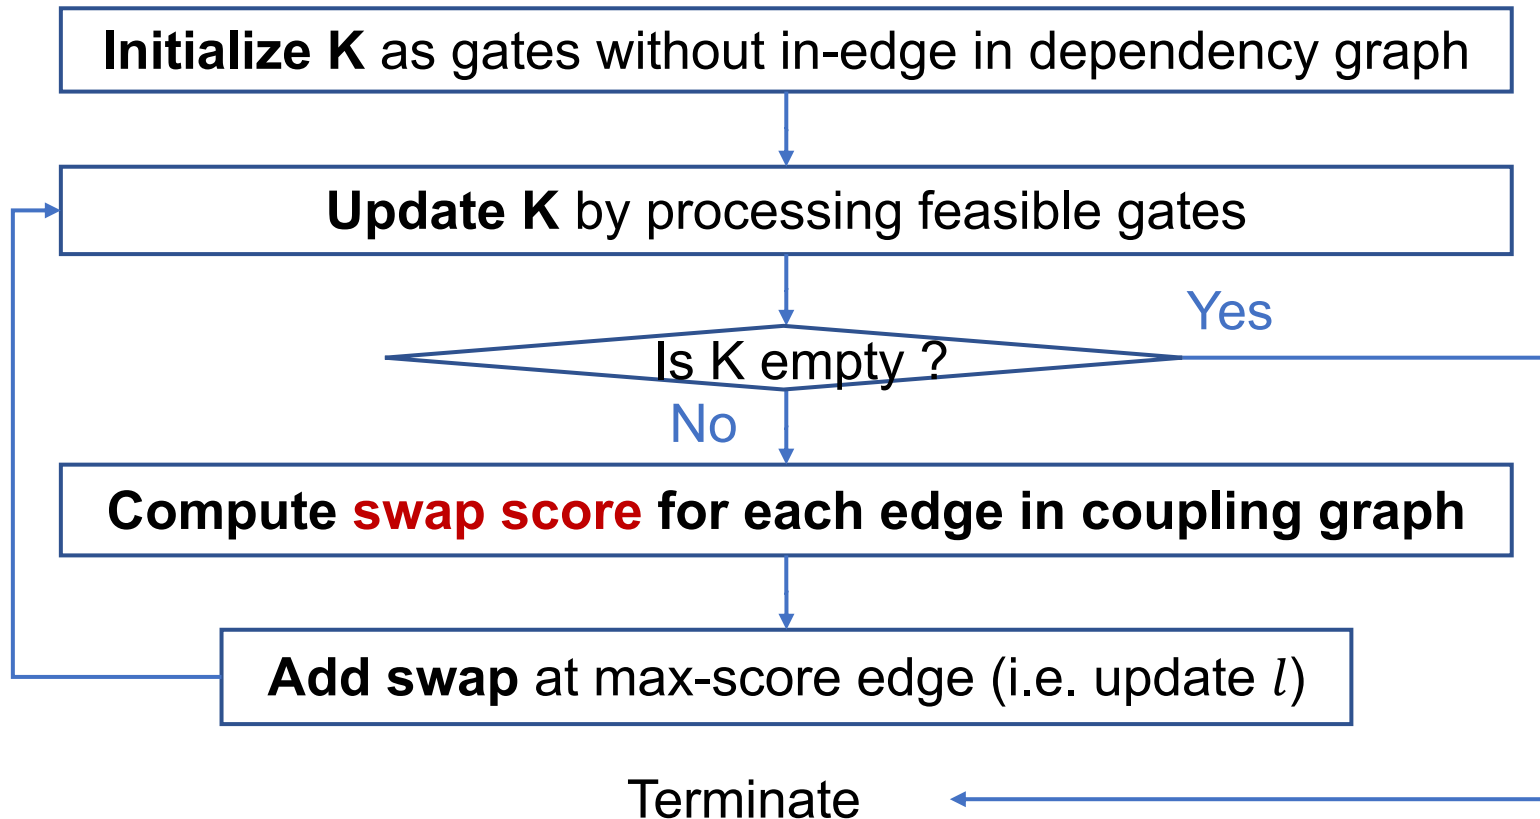 Initialize K as gates without in-edge in dependency graph
Update K by processing feasible gates
Yes
Is K empty ?
No
Compute swap score for each edge in coupling graph
Add swap at max-score edge (i.e. update l)
Terminate